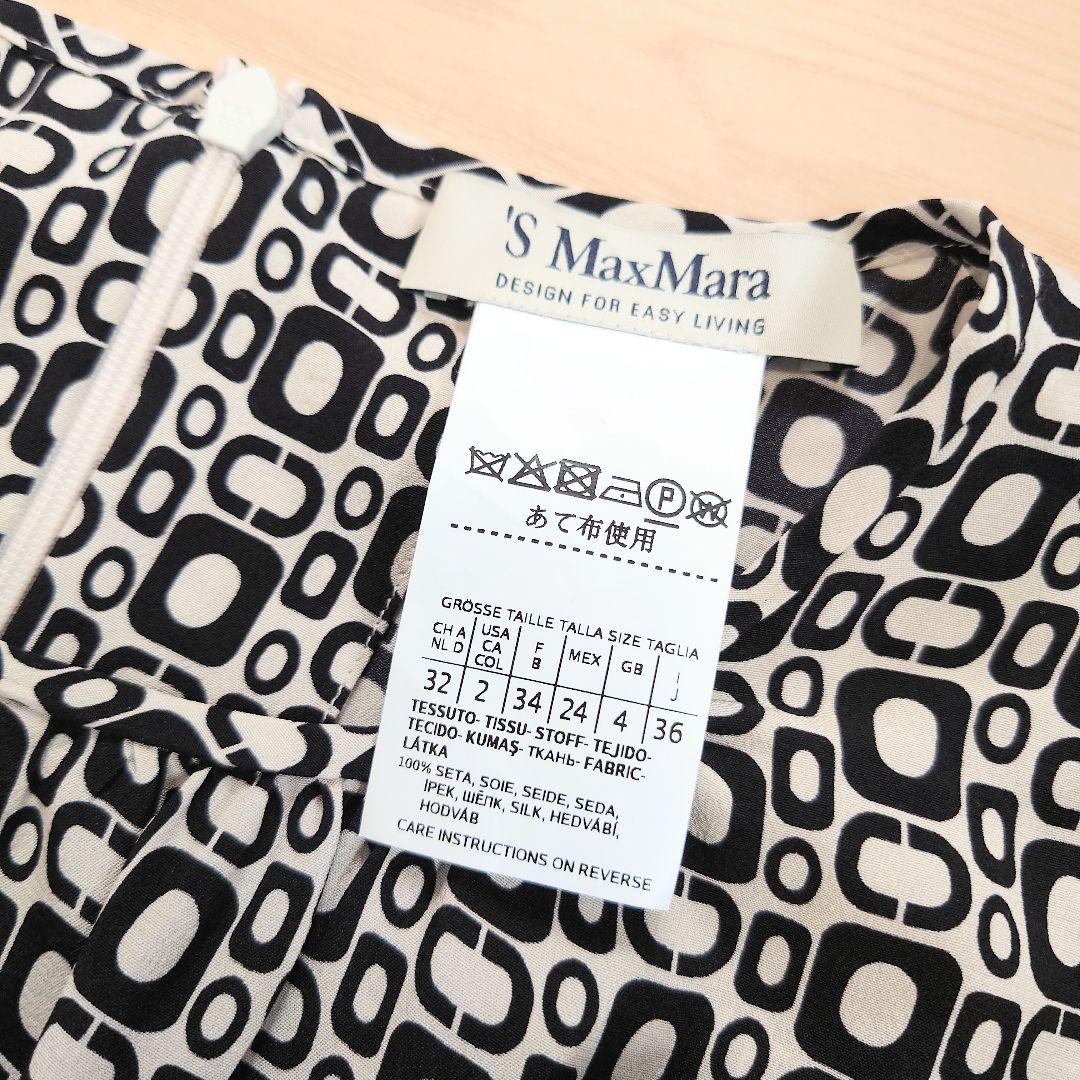 'S MaxMara
DESIGN FOR EASY LIVING
P W
あて布使用
GRÖSSE TAILLE TALLA SIZE TAGLIA
CH A USA F MEX GB I
NL D CA B J
COL
32 2 34 24 4 36
TESSUTO- TISSU- STOFF- TEJIDO-
TECIDO- KUMAŞ- ТКАНЬ- FABRIC-
LÁTKA
100% SETA, SOIE, SEIDE, SEDA,
İPEK, ШЁЛК, SILK, HEDVÁBÍ,
HODVÁB
CARE INSTRUCTIONS ON REVERSE